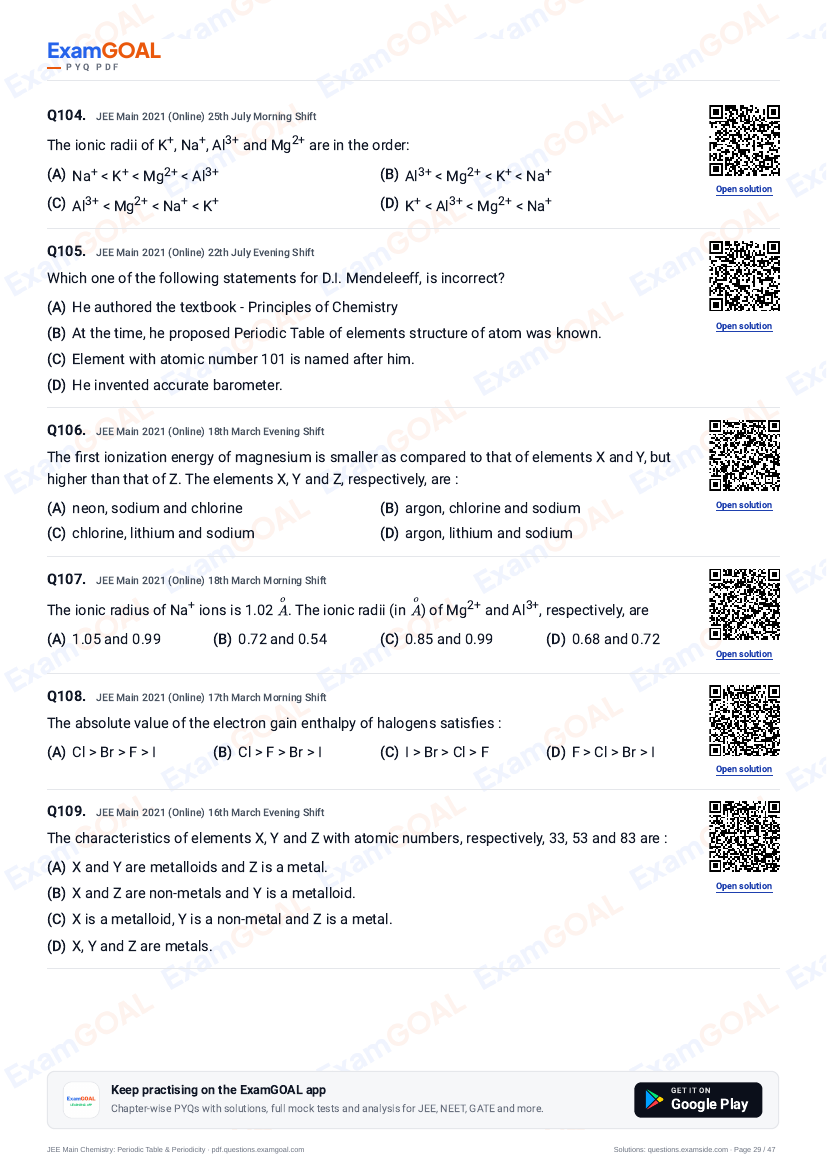 ExamGOAL
PYQ PDF
Q104. JEE Main 2021 (Online) 25th July Morning Shift
The ionic radii of K⁺, Na⁺, Al³⁺ and Mg²⁺ are in the order:
(A) Na⁺ < K⁺ < Mg²⁺ < Al³⁺ (B) Al³⁺ < Mg²⁺ < K⁺ < Na⁺
(C) Al³⁺ < Mg²⁺ < Na⁺ < K⁺ (D) K⁺ < Al³⁺ < Mg²⁺ < Na⁺
Open solution
Q105. JEE Main 2021 (Online) 22th July Evening Shift
Which one of the following statements for D.I. Mendeleeff, is incorrect?
(A) He authored the textbook - Principles of Chemistry
(B) At the time, he proposed Periodic Table of elements structure of atom was known.
(C) Element with atomic number 101 is named after him.
(D) He invented accurate barometer.
Open solution
Q106. JEE Main 2021 (Online) 18th March Evening Shift
The first ionization energy of magnesium is smaller as compared to that of elements X and Y, but
higher than that of Z. The elements X, Y and Z, respectively, are :
(A) neon, sodium and chlorine (B) argon, chlorine and sodium
(C) chlorine, lithium and sodium (D) argon, lithium and sodium
Open solution
Q107. JEE Main 2021 (Online) 18th March Morning Shift
The ionic radius of Na⁺ ions is 1.02 Å. The ionic radii (in Å) of Mg²⁺ and Al³⁺, respectively, are
(A) 1.05 and 0.99 (B) 0.72 and 0.54 (C) 0.85 and 0.99 (D) 0.68 and 0.72
Open solution
Q108. JEE Main 2021 (Online) 17th March Morning Shift
The absolute value of the electron gain enthalpy of halogens satisfies :
(A) Cl > Br > F > I (B) Cl > F > Br > I (C) I > Br > Cl > F (D) F > Cl > Br > I
Open solution
Q109. JEE Main 2021 (Online) 16th March Evening Shift
The characteristics of elements X, Y and Z with atomic numbers, respectively, 33, 53 and 83 are :
(A) X and Y are metalloids and Z is a metal.
(B) X and Z are non-metals and Y is a metalloid.
(C) X is a metalloid, Y is a non-metal and Z is a metal.
(D) X, Y and Z are metals.
Open solution
ExamGOAL
Keep practising on the ExamGOAL app
Chapter-wise PYQs with solutions, full mock tests and analysis for JEE, NEET, GATE and more.
GET IT ON
Google Play
JEE Main Chemistry: Periodic Table & Periodicity · pdf.questions.examgoal.com
Solutions: questions.examside.com · Page 29 / 47